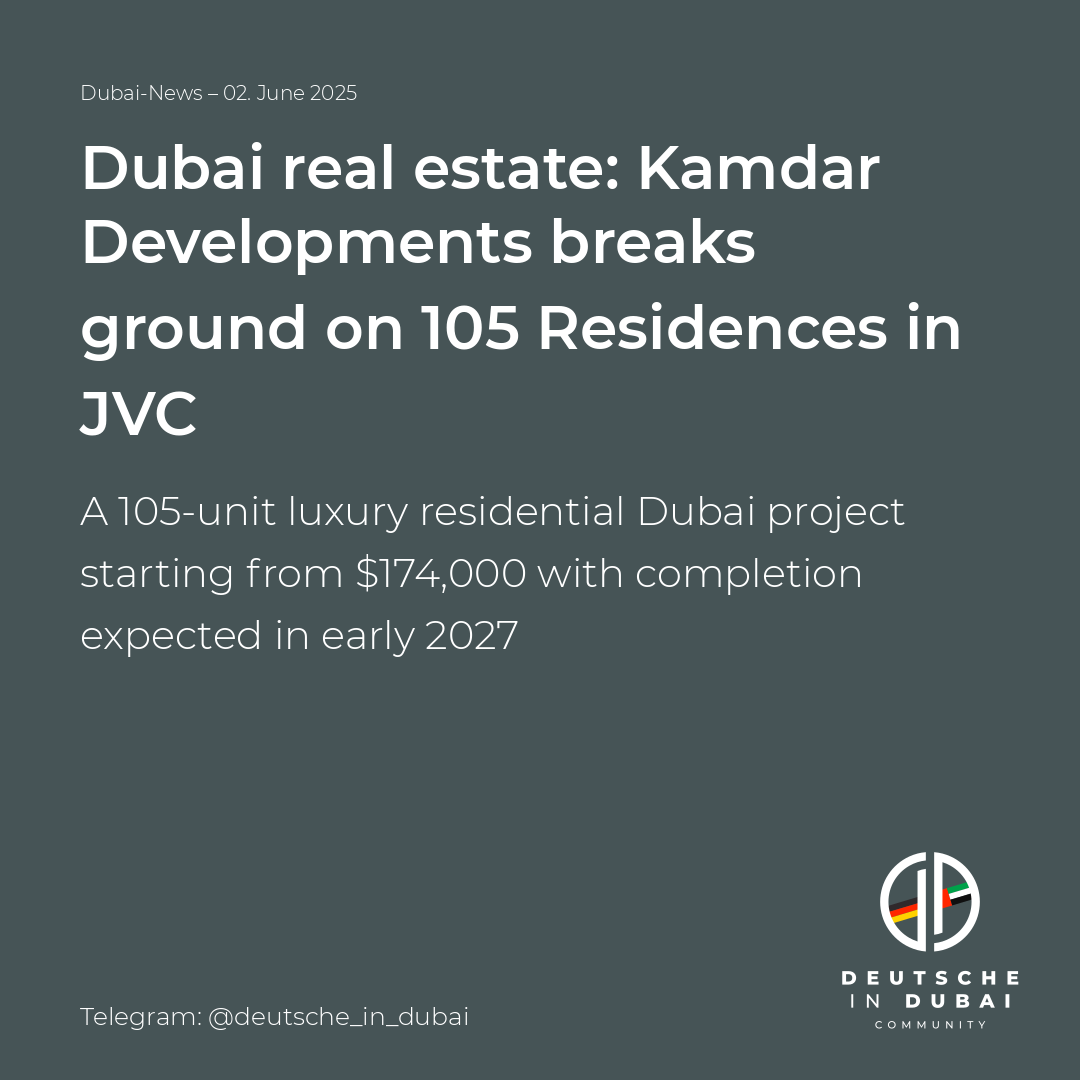 Dubai-News – 02. June 2025
Dubai real estate: Kamdar
Developments breaks
ground on 105 Residences in
JVC
A 105-unit luxury residential Dubai project
starting from $174,000 with completion
expected in early 2027
DEUTSCHE
IN DUBAI
COMMUNITY
Telegram: @deutsche_in_dubai